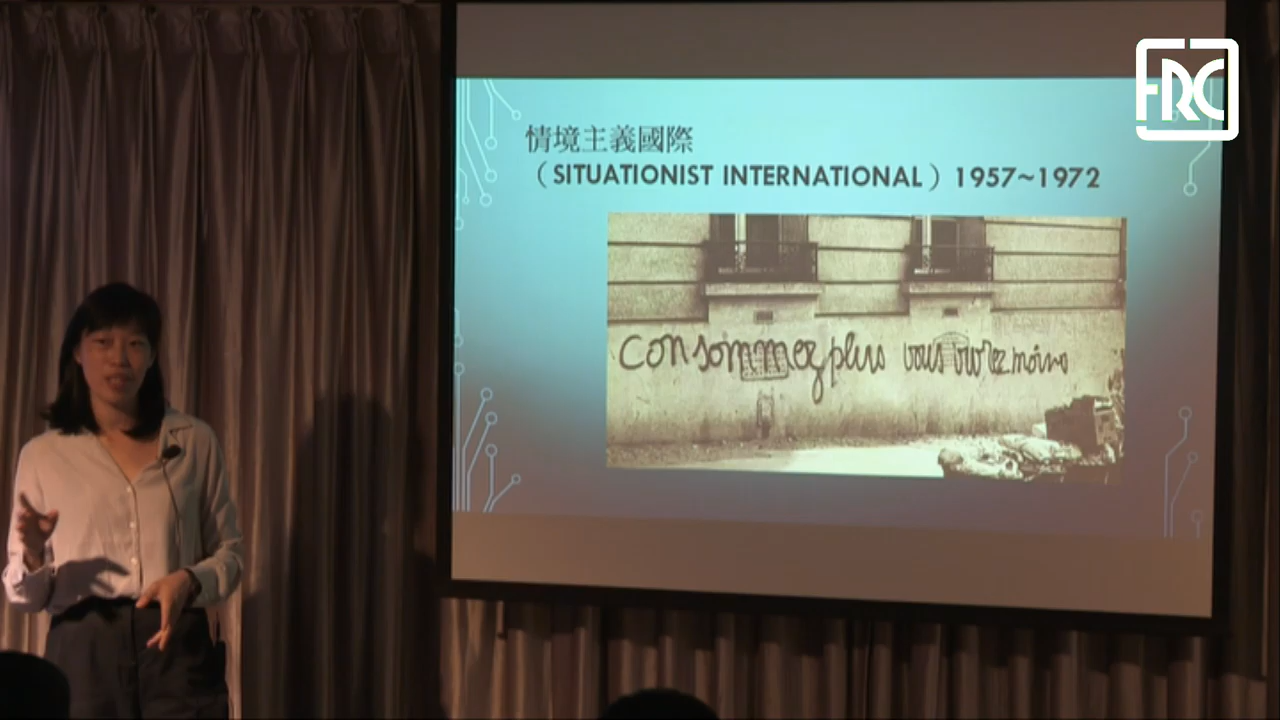 情境主義國際
（SITUATIONIST INTERNATIONAL）1957~1972
Consommez plus vous vivrez moins
FRC